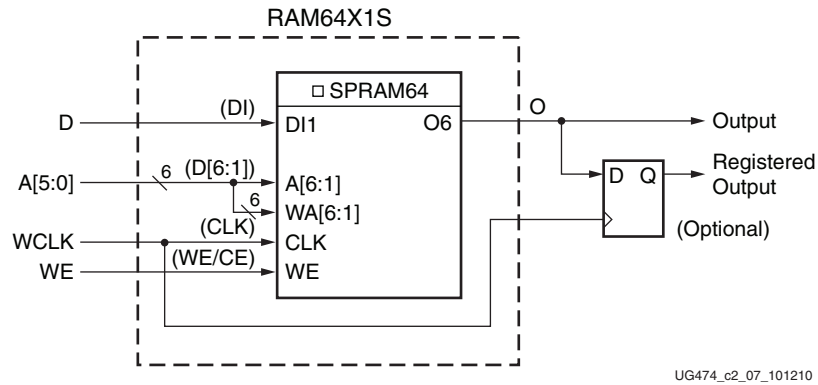 RAM64X1S
□ SPRAM64
D
(DI)
DI1
O6
O
Output
A[5:0]
6
(D[6:1])
A[6:1]
6
WA[6:1]
D Q
Registered
Output
WCLK
(CLK)
CLK
(Optional)
WE
(WE/CE)
WE
UG474_c2_07_101210